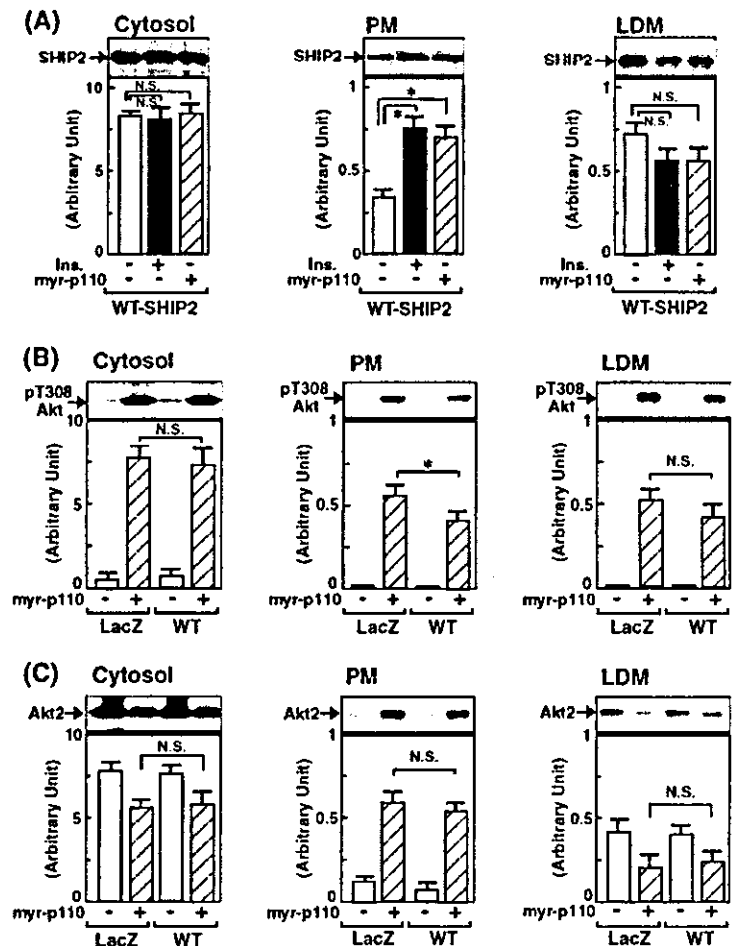 (A) Cytosol PM LDM
SHIP2 SHIP2 SHIP2
10 1 1
N.S. * N.S.
N.S. * N.S.
(Arbitrary Unit) (Arbitrary Unit) (Arbitrary Unit)
5 0.5 0.5
0 0 0
Ins. - + - Ins. - + - Ins. - + -
myr-p110 - - + myr-p110 - - + myr-p110 - - +
WT-SHIP2 WT-SHIP2 WT-SHIP2
(B) Cytosol PM LDM
pT308 pT308 pT308
Akt Akt Akt
10 1 1
N.S. * N.S.
(Arbitrary Unit) (Arbitrary Unit) (Arbitrary Unit)
5 0.5 0.5
0 0 0
myr-p110 - + - + myr-p110 - + - + myr-p110 - + - +
LacZ WT LacZ WT LacZ WT
(C) Cytosol PM LDM
Akt2 Akt2 Akt2
10 1 1
N.S. N.S. N.S.
(Arbitrary Unit) (Arbitrary Unit) (Arbitrary Unit)
5 0.5 0.5
0 0 0
myr-p110 - + - + myr-p110 - + - + myr-p110 - + - +
LacZ WT LacZ WT LacZ WT